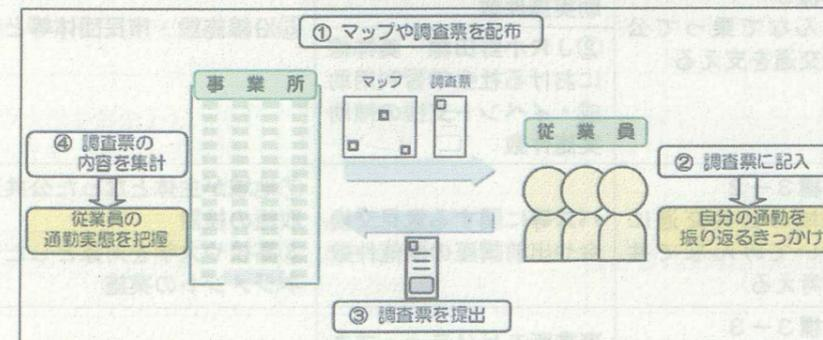 ① マップや調査票を配布
事 業 所
マップ 調査票
従 業 員
④ 調査票の
内容を集計
従業員の
通勤実態を把握
② 調査票に記入
自分の通勤を
振り返るきっかけ
③ 調査票を提出